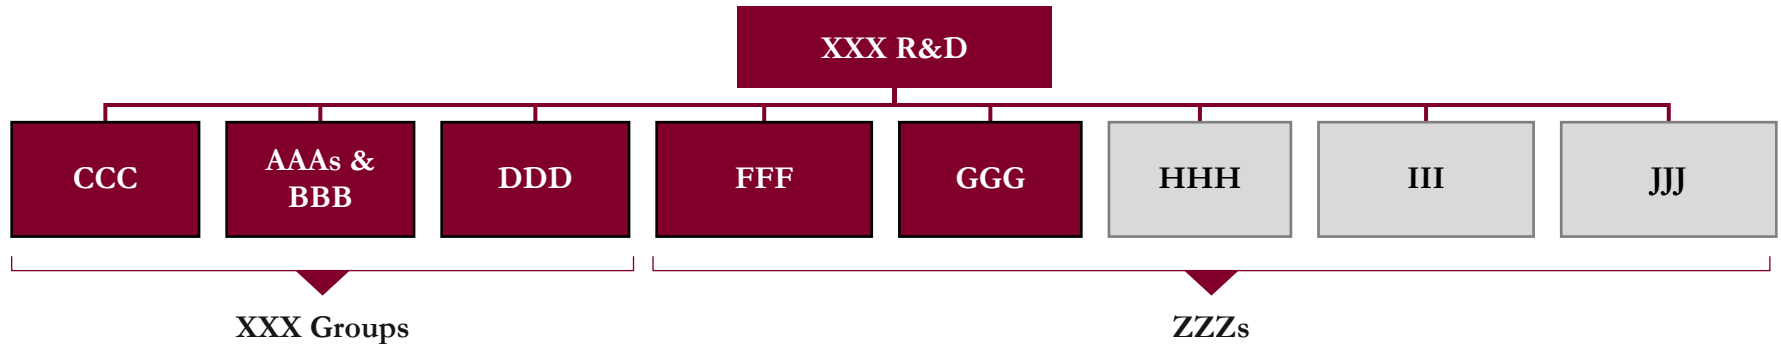 XXX R&D
CCC
AAAs &
BBB
DDD
FFF
GGG
HHH
III
JJJ
XXX Groups
ZZZs